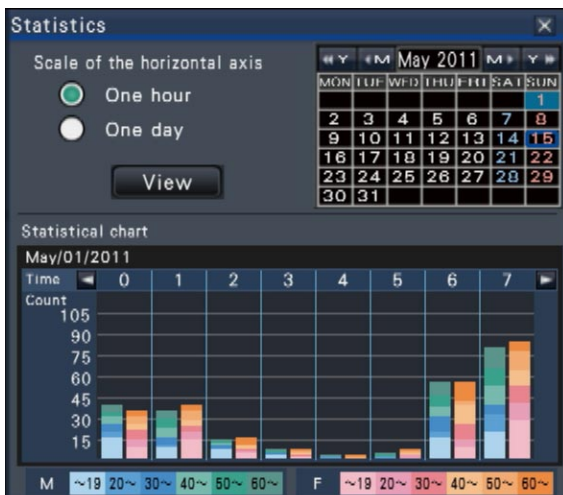 Statistics
Scale of the horizontal axis
One hour
One day
View
Y M May 2011 M Y
MON TUE WED THU FRI SAT SUN
1
2 3 4 5 6 7 8
9 10 11 12 13 14 15
16 17 18 19 20 21 22
23 24 25 26 27 28 29
30 31
Statistical chart
May/01/2011
Time 0 1 2 3 4 5 6 7
Count
105
90
75
60
45
30
15
M ~19 20~ 30~ 40~ 50~ 60~ F ~19 20~ 30~ 40~ 50~ 60~